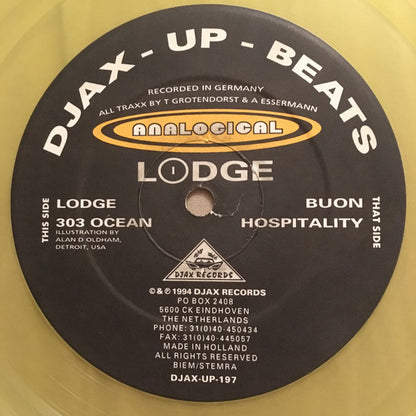 DJAX - UP - BEATS
RECORDED IN GERMANY
ALL TRAXX BY T GROTENDORST & A ESSERMANN
ANALOGICAL
LODGE
THIS SIDE
LODGE
303 OCEAN
ILLUSTRATION BY
ALAN D OLDHAM,
DETROIT, USA
BUON
HOSPITALITY
THAT SIDE
DJAX RECORDS
© & ℗ 1994 DJAX RECORDS
PO BOX 2408
5600 CK EINDHOVEN
THE NETHERLANDS
PHONE: 31(0)40-450434
FAX: 31(0)40-445057
MADE IN HOLLAND
ALL RIGHTS RESERVED
BIEM/STEMRA
DJAX-UP-197